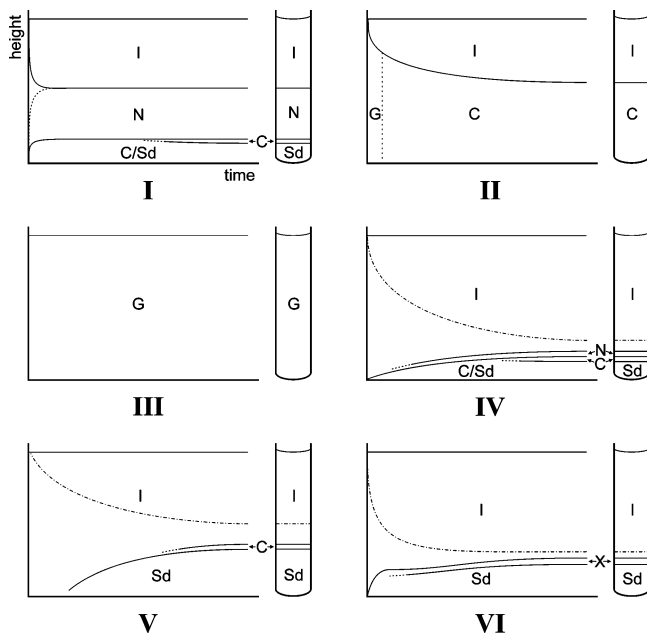 height
I I
N N
C/Sd C Sd
time
I
I I
G C C
II
G G
III
I I
N
C/Sd C Sd
IV
I I
C
Sd Sd
V
I I
X
Sd Sd
VI